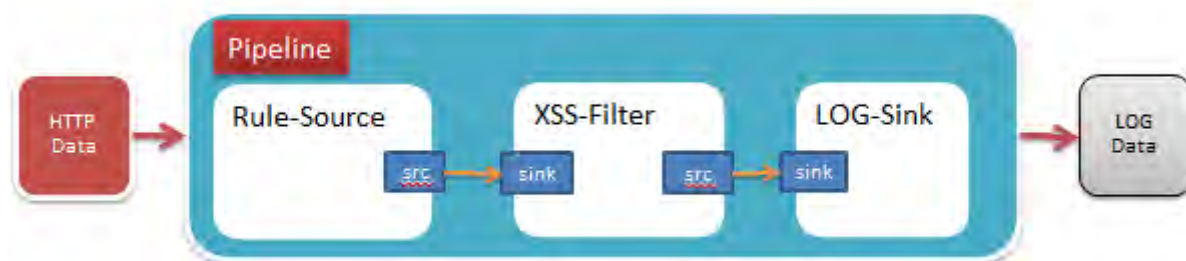 Pipeline
HTTP
Data
Rule-Source
src
sink
XSS-Filter
src
sink
LOG-Sink
LOG
Data